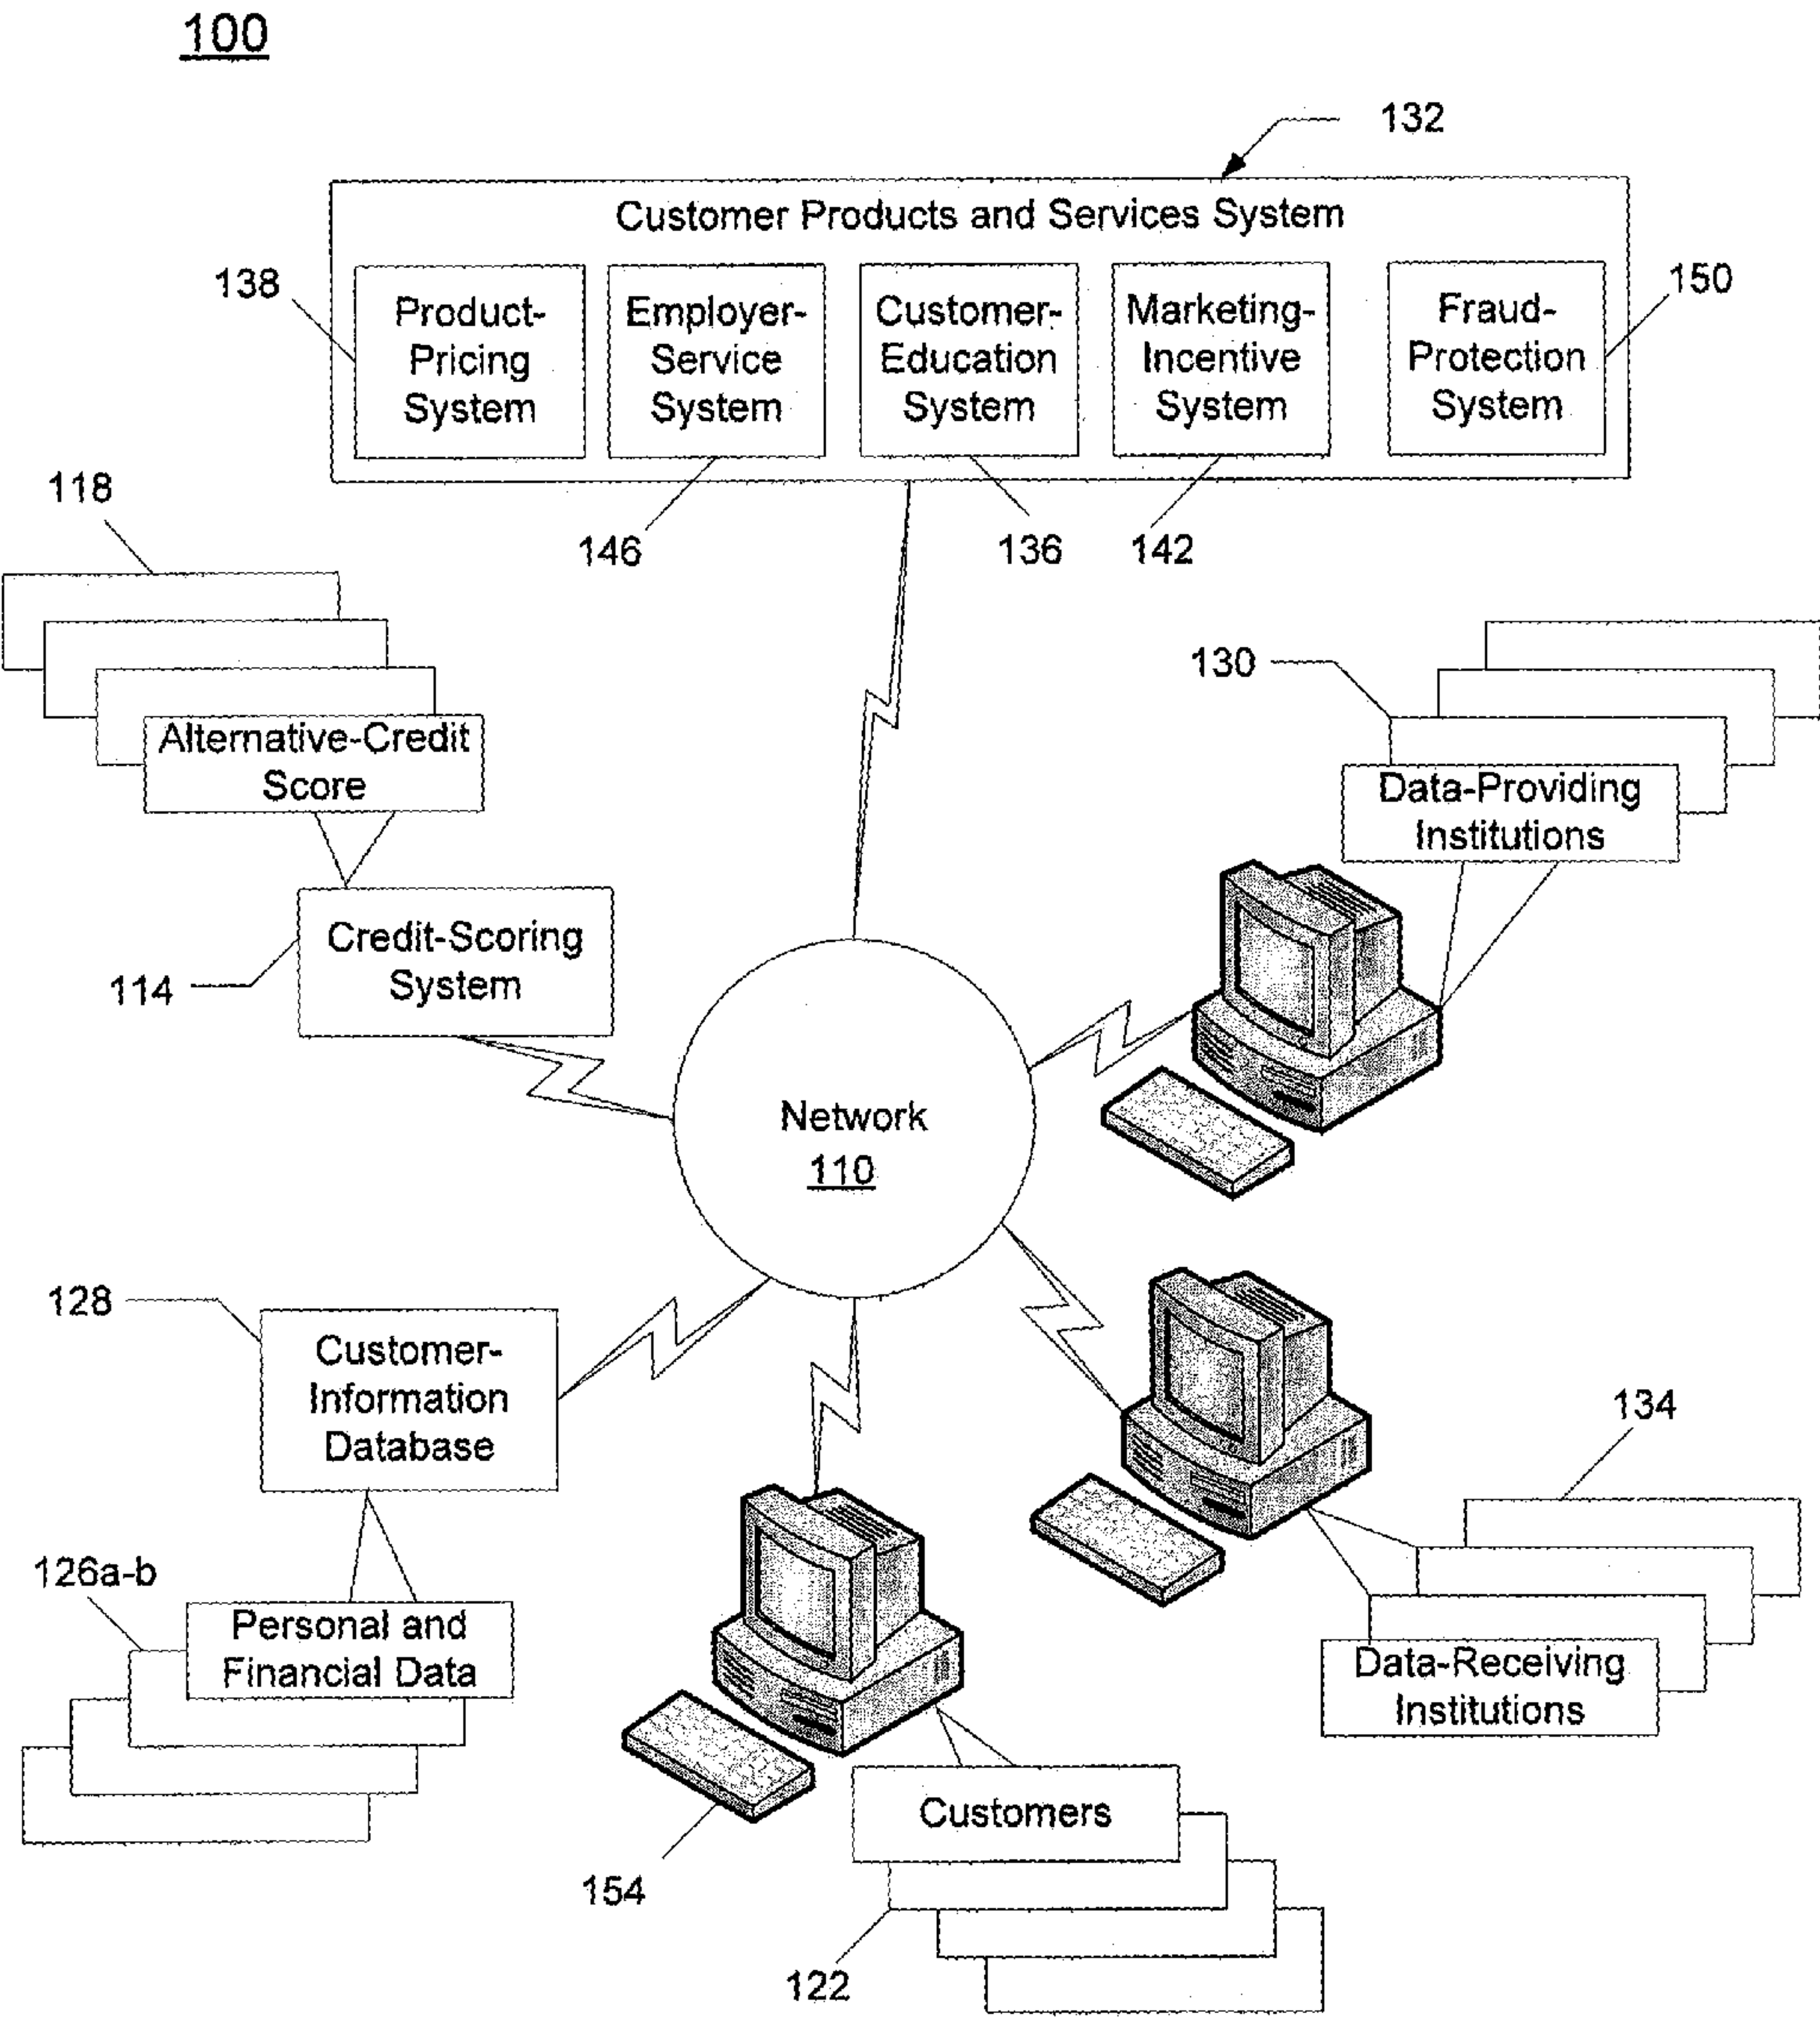 100
132
Customer Products and Services System
138
Product-
Pricing
System
Employer-
Service
System
Customer-
Education
System
Marketing-
Incentive
System
Fraud-
Protection
System
150
146
136
142
118
Alternative-Credit
Score
130
Data-Providing
Institutions
Credit-Scoring
System
114
Network
110
128
Customer-
Information
Database
134
126a-b
Personal and
Financial Data
Data-Receiving
Institutions
Customers
154
122